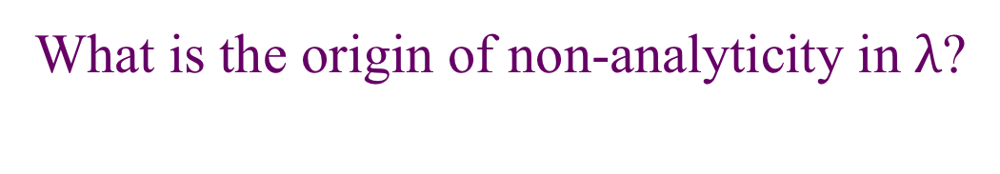 What is the origin of non-analyticity in λ?